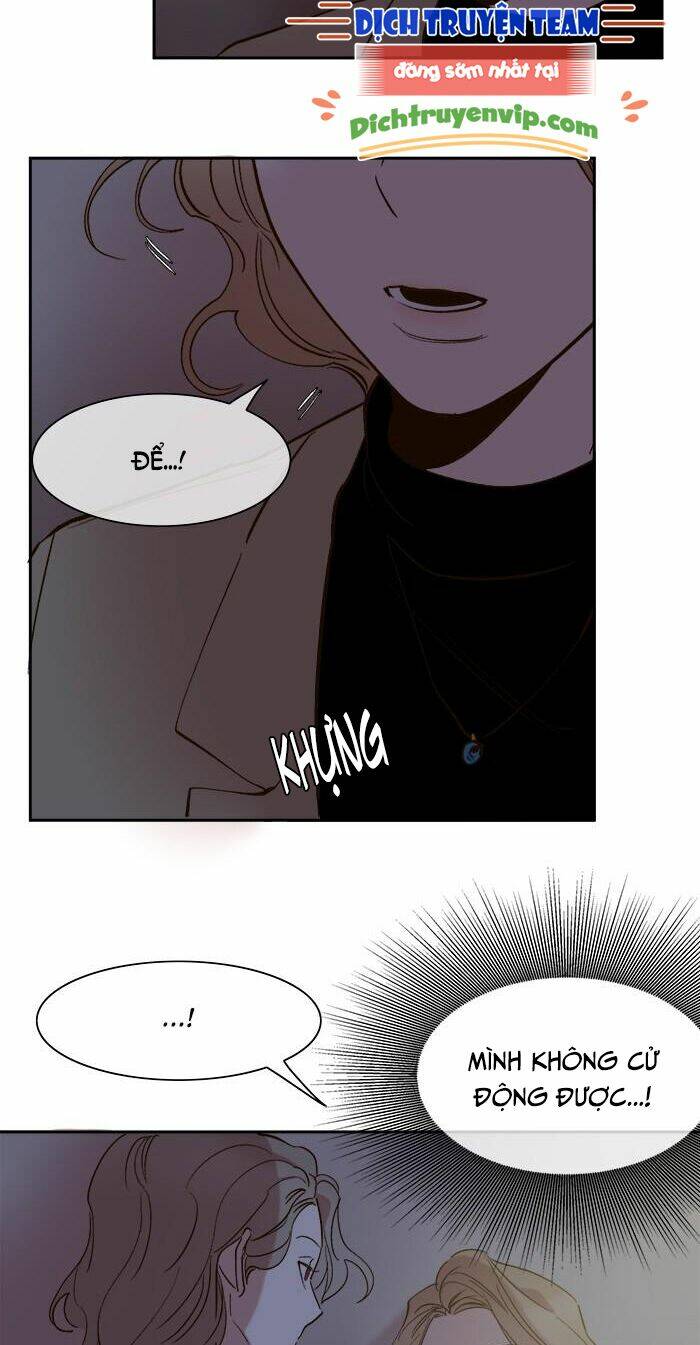 DỊCH TRUYỆN TEAM
đăng sớm nhất tại
Dichtruyenvip.com
ĐỂ...!
KHỰNG
...!
MÌNH KHÔNG CỬ
ĐỘNG ĐƯỢC...!